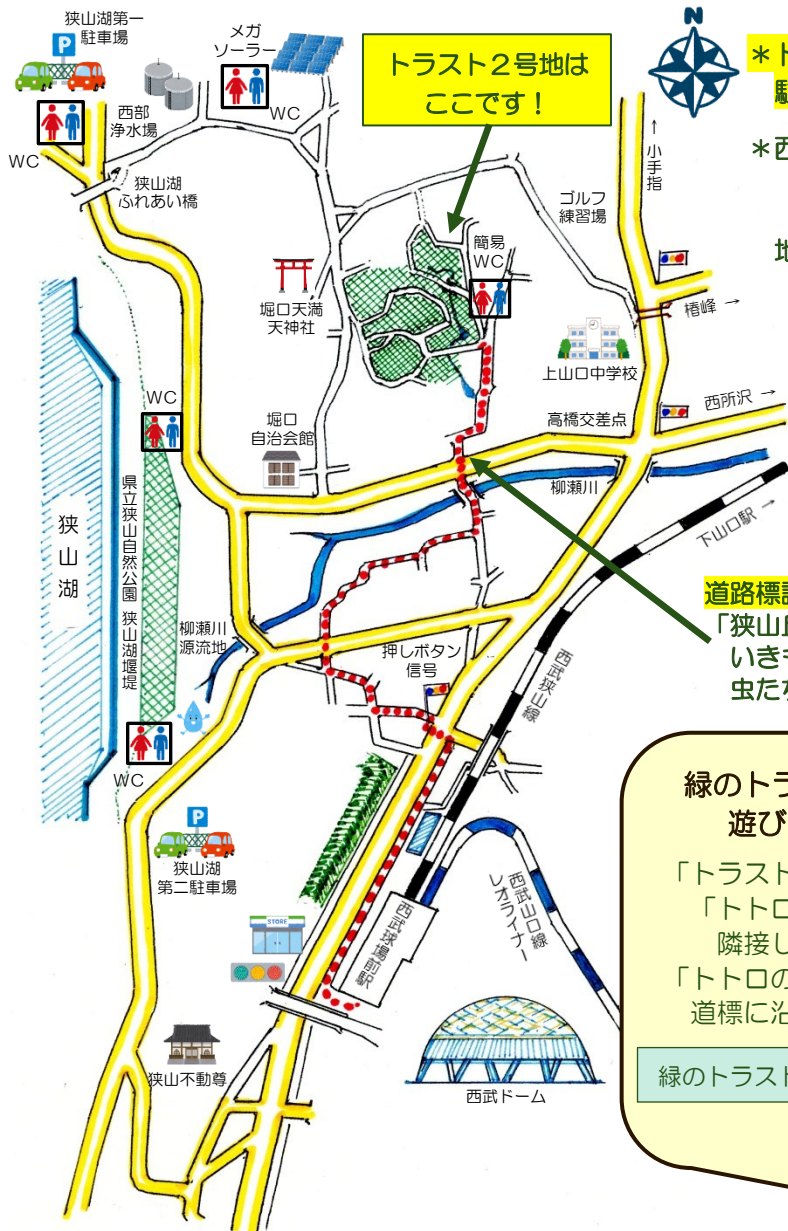 狭山湖第一
駐車場
P
メガ
ソーラー
WC
トラスト2号地は
ここです!
N
*ト
*西
地
西部
浄水場
WC
狭山湖
ふれあい橋
↑
小手指
ゴルフ
練習場
簡易
WC
堀口天満
天神社
椿峰 →
上山口中学校
WC
堀口
自治会館
高橋交差点
西所沢 →
柳瀬川
下山口駅 →
狭山湖
県立狭山自然公園 狭山湖堰堤
柳瀬川
源流地
押しボタン
信号
西武狭山線
道路標
「狭山丘
いきも
虫た
WC
P
狭山湖
第二駐車場
緑のトラ
遊び
「トラスト
「トトロ
隣接し
「トトロの
道標に沿
緑のトラスト
STORE
西武球場前駅
西武山口線
レオライナー
狭山不動尊
西武ドーム